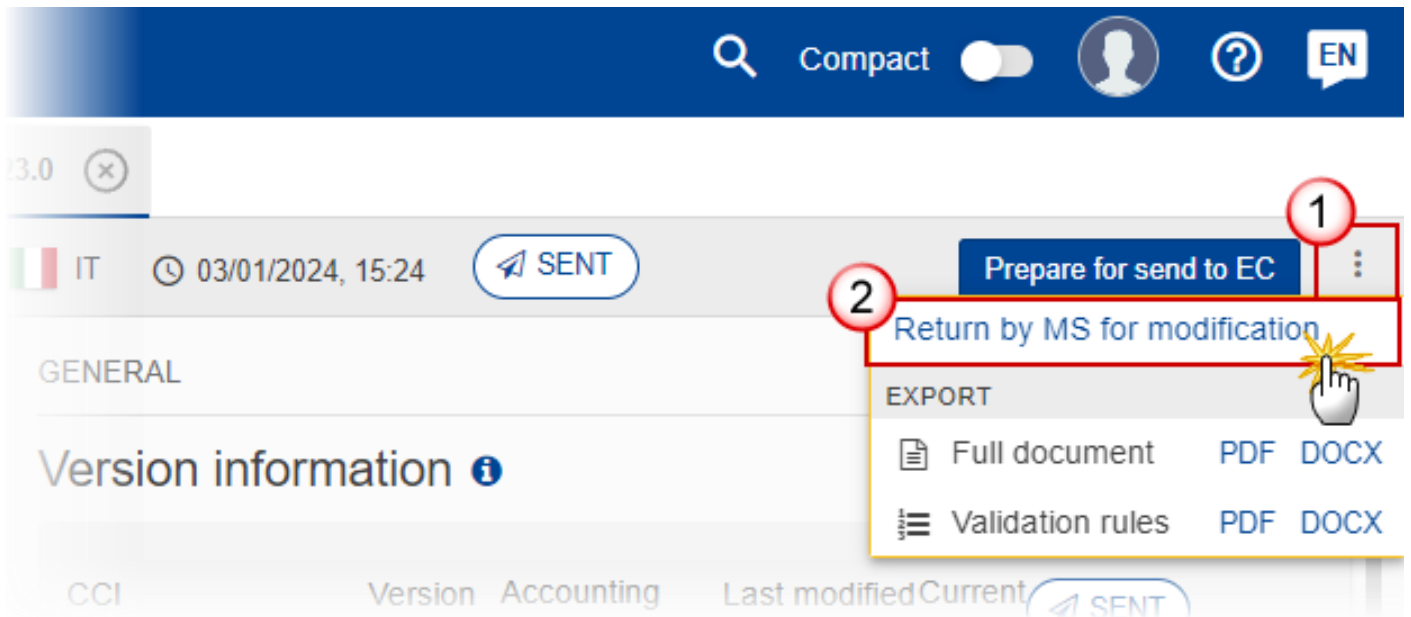 Compact EN
23.0
1
IT 03/01/2024, 15:24 SENT Prepare for send to EC
2
Return by MS for modification
GENERAL
EXPORT
Full document PDF DOCX
Version information
Validation rules PDF DOCX
CCI Version Accounting Last modified Current SENT